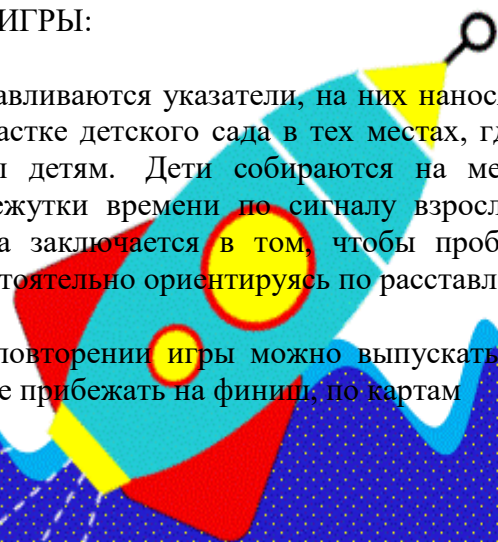 ИГРЫ:
авливаются указатели, на них нанос
астке детского сада в тех местах, гд
ы детям. Дети собираются на ме
ежутки времени по сигналу взросл
а заключается в том, чтобы проб
тоятельно ориентируясь по расставл
повторении игры можно выпускать
е прибежать на финиш, по картам